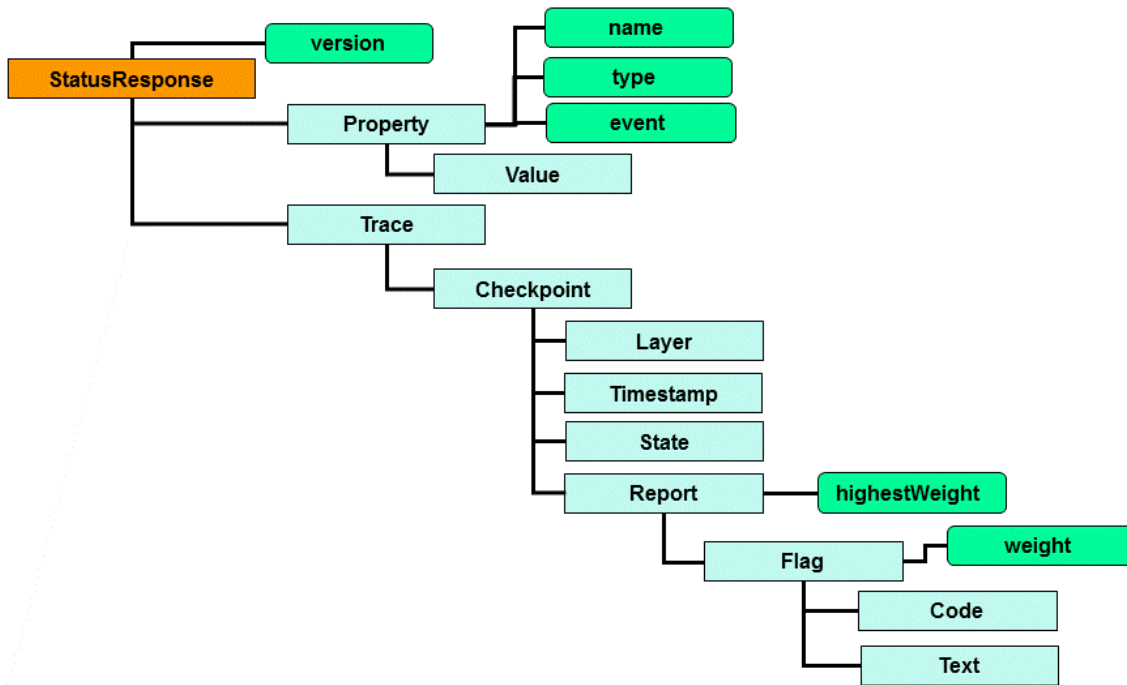 version
name
StatusResponse
type
Property
event
Value
Trace
Checkpoint
Layer
Timestamp
State
Report
highestWeight
Flag
weight
Code
Text